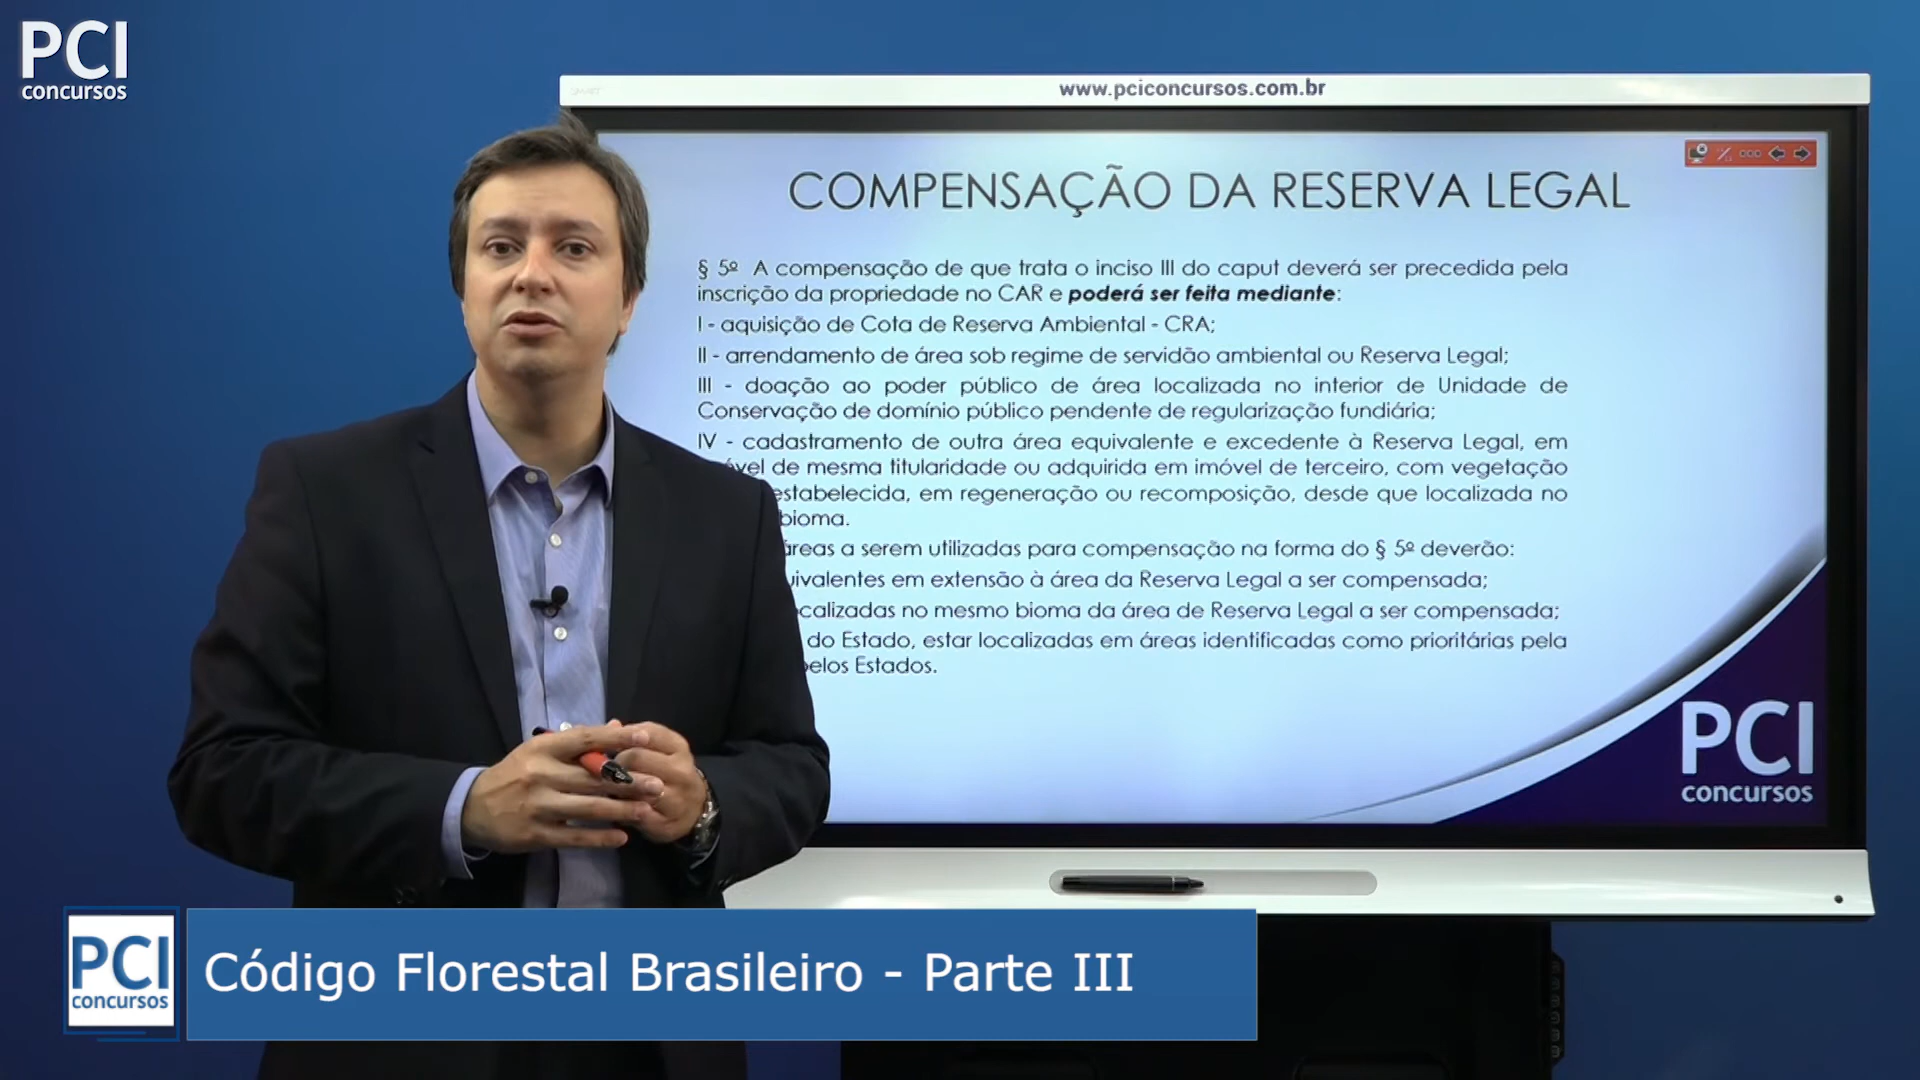 PCI
concursos
www.pciconcursos.com.br
COMPENSAÇÃO DA RESERVA LEGAL
§ 5º A compensação de que trata o inciso III do caput deverá ser precedida pela
inscrição da propriedade no CAR e poderá ser feita mediante:
I - aquisição de Cota de Reserva Ambiental - CRA;
II - arrendamento de área sob regime de servidão ambiental ou Reserva Legal;
III - doação ao poder público de área localizada no interior de Unidade de
Conservação de domínio público pendente de regularização fundiária;
IV - cadastramento de outra área equivalente e excedente à Reserva Legal, em
de mesma titularidade ou adquirida em imóvel de terceiro, com vegetação
estabelecida, em regeneração ou recomposição, desde que localizada no
bioma.
áreas a serem utilizadas para compensação na forma do § 5º deverão:
em extensão à área da Reserva Legal a ser compensada;
no mesmo bioma da área de Reserva Legal a ser compensada;
do Estado, estar localizadas em áreas identificadas como prioritárias pela
pelos Estados.
PCI
concursos
PCI
concursos
Código Florestal Brasileiro - Parte III